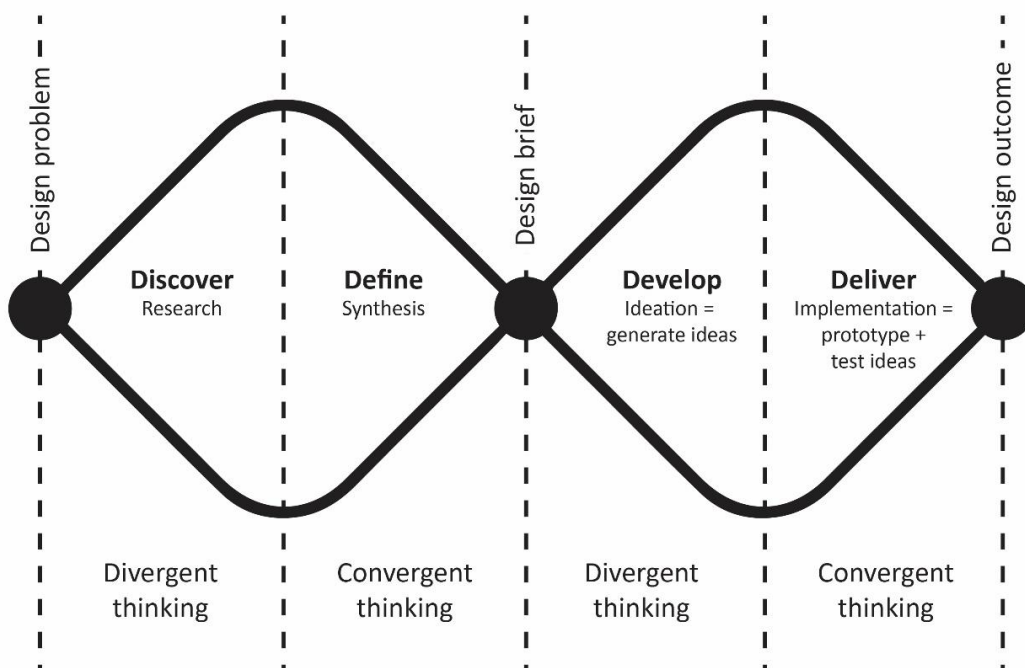 Design problem
Design brief
Design outcome
Discover
Research
Define
Synthesis
Develop
Ideation =
generate ideas
Deliver
Implementation =
prototype +
test ideas
Divergent
thinking
Convergent
thinking
Divergent
thinking
Convergent
thinking